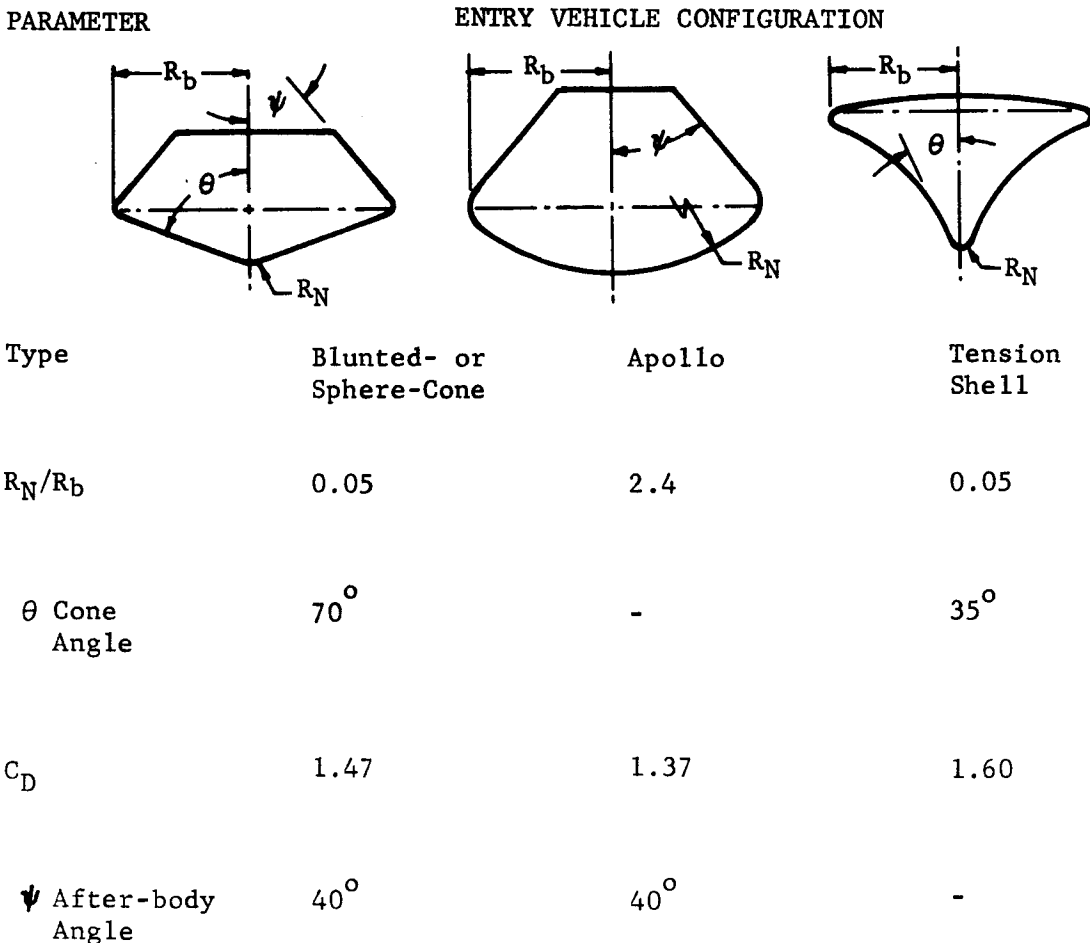 PARAMETER ENTRY VEHICLE CONFIGURATION
R_b R_b R_b
ψ
θ ψ θ
R_N R_N R_N
Type Blunted- or Apollo Tension
Sphere-Cone Shell
R_N/R_b 0.05 2.4 0.05
θ Cone 70° - 35°
Angle
C_D 1.47 1.37 1.60
ψ After-body 40° 40° -
Angle